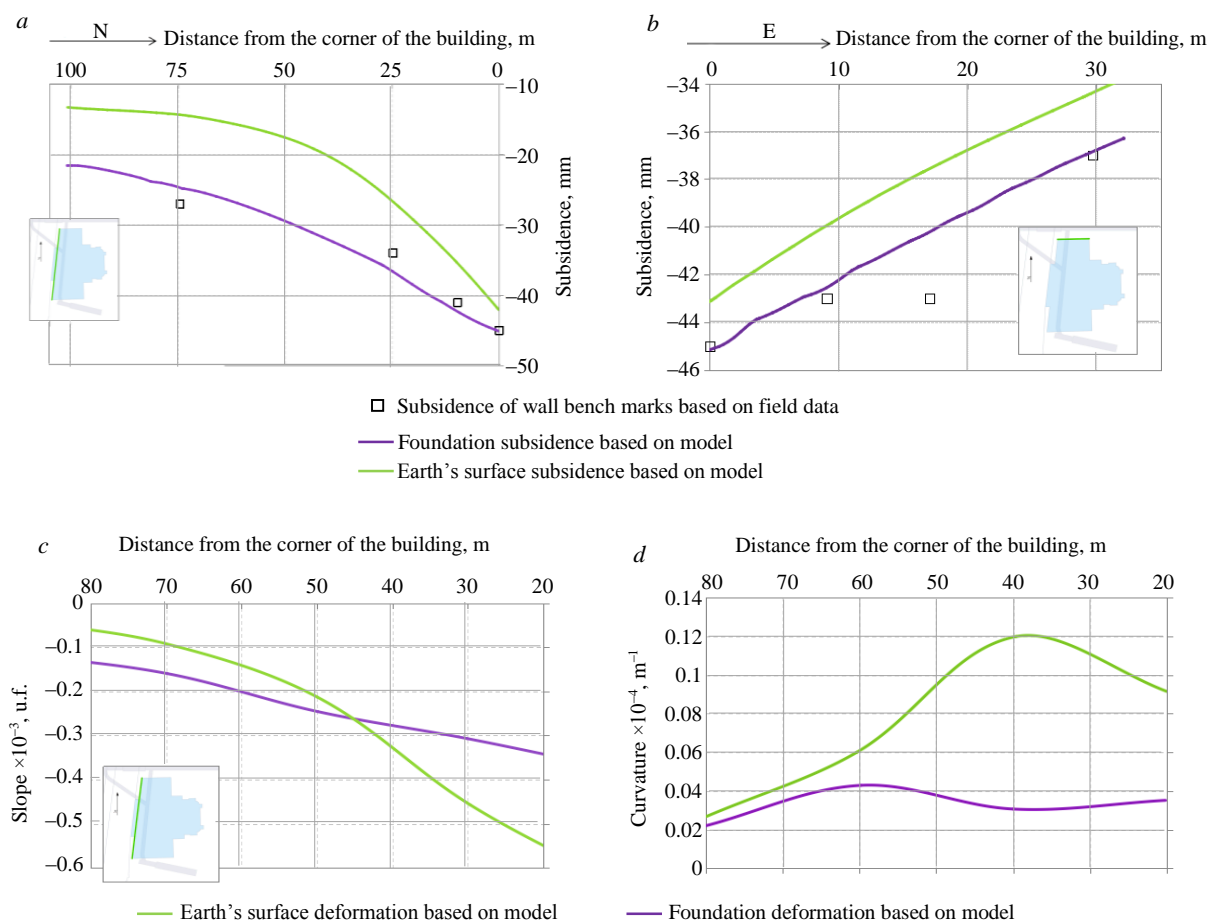 a
N
Distance from the corner of the building, m
100 75 50 25 0
–10
–20
–30
–40
–50
Subsidence, mm
b
E
Distance from the corner of the building, m
0 10 20 30
–34
–36
–38
–40
–42
–44
–46
Subsidence, mm
Subsidence of wall bench marks based on field data
Foundation subsidence based on model
Earth's surface subsidence based on model
c
Distance from the corner of the building, m
80 70 60 50 40 30 20
0
–0.1
–0.2
–0.3
–0.4
–0.5
–0.6
Slope ×10⁻³, u.f.
d
Distance from the corner of the building, m
80 70 60 50 40 30 20
0.14
0.12
0.1
0.08
0.06
0.04
0.02
0
Curvature ×10⁻⁴, m⁻¹
Earth's surface deformation based on model
Foundation deformation based on model